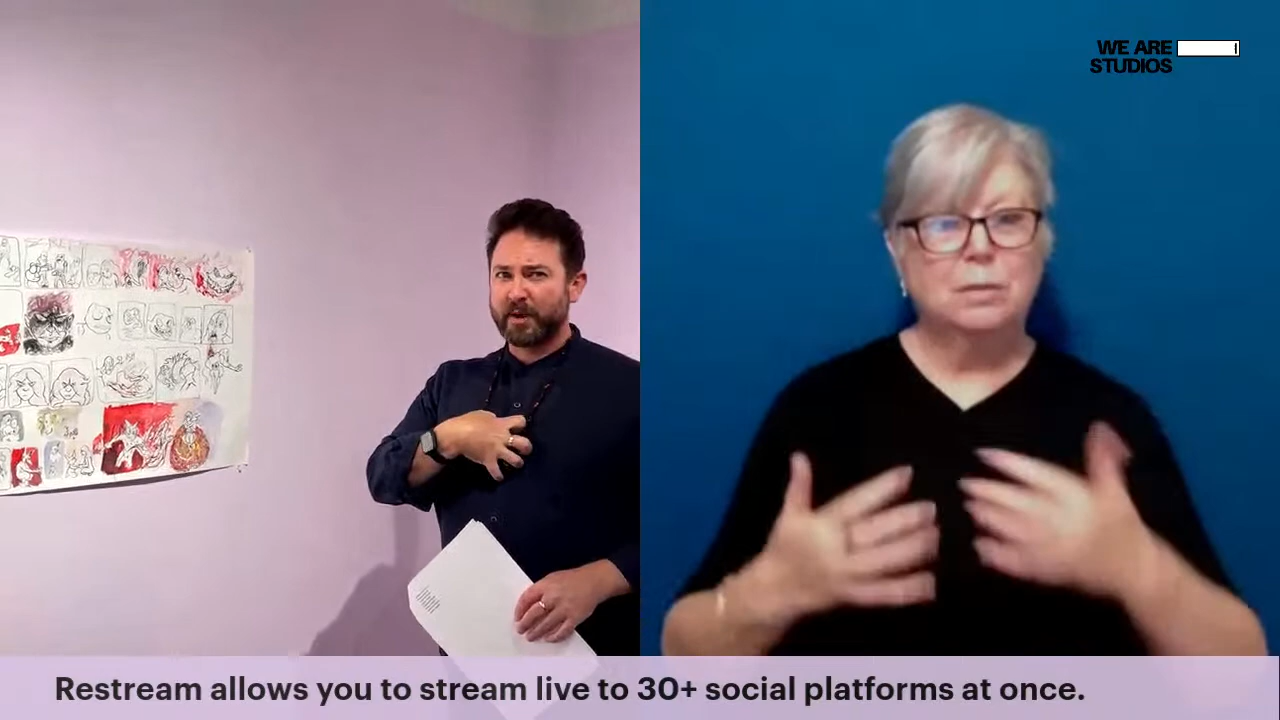 WE ARE
STUDIOS
Restream allows you to stream live to 30+ social platforms at once.